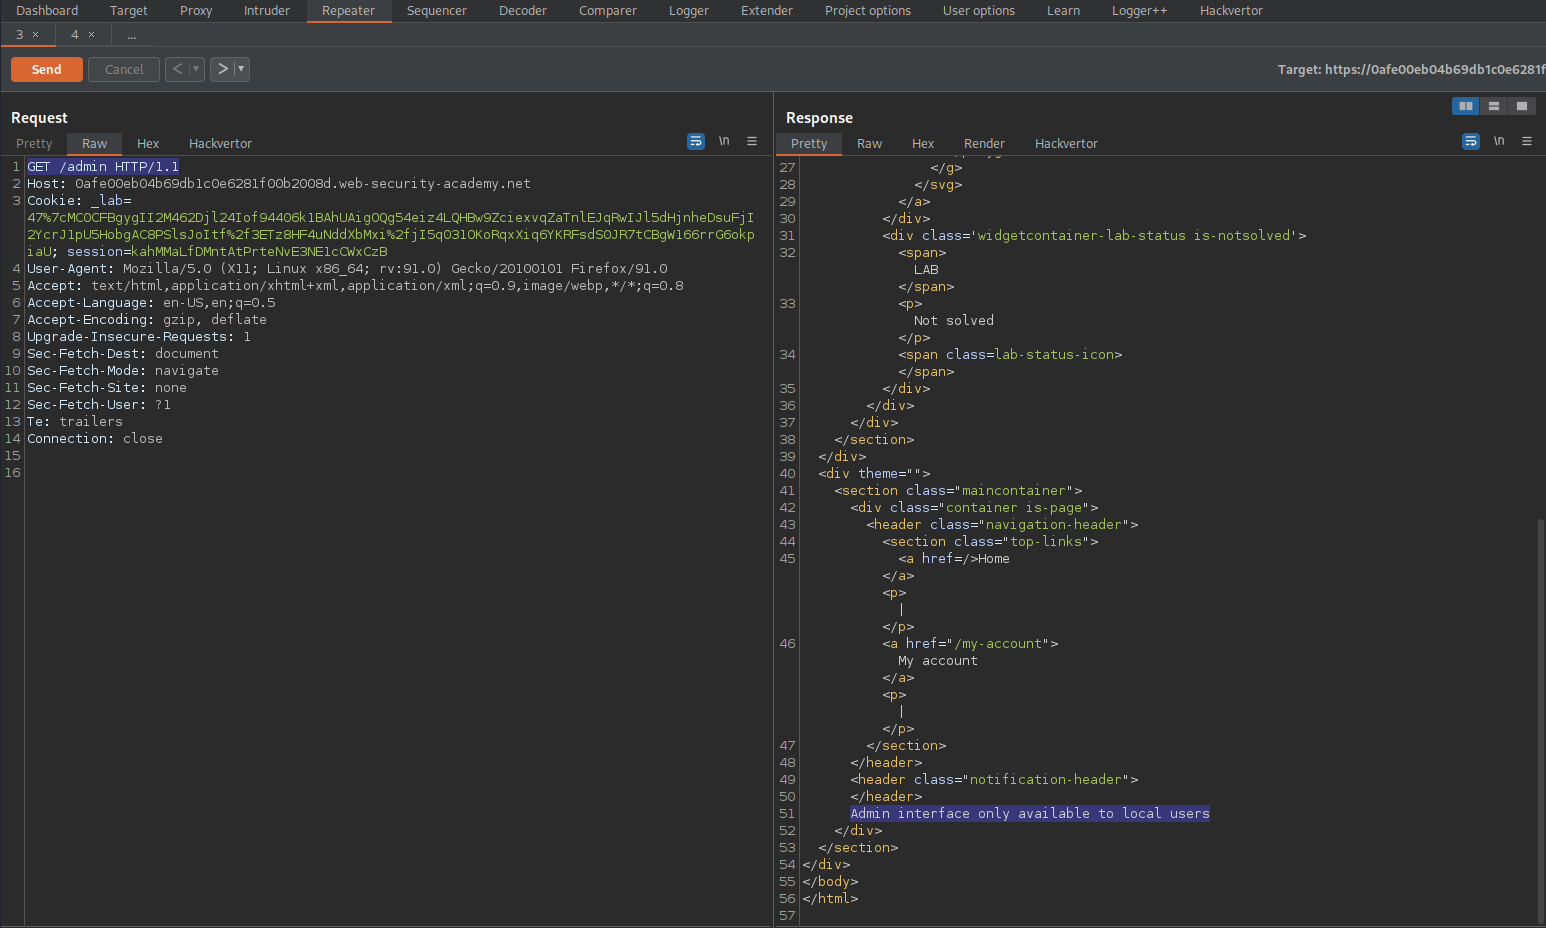 Dashboard Target Proxy Intruder Repeater Sequencer Decoder Comparer Logger Extender Project options User options Learn Logger++ Hackvertor
3 × 4 × ...
Send Cancel < > Target: https://0afe00eb04b69db1c0e6281f
Request
Pretty Raw Hex Hackvertor \n
1 GET /admin HTTP/1.1
2 Host: 0afe00eb04b69db1c0e6281f00b2008d.web-security-academy.net
3 Cookie: _lab=
47%7cMC0CFBgygII2M462Djl24Iof94406k1BAhUAigOQg54eiz4LQHBw9ZciexvqZaTnlEJqRwIJl5dHjnheDsuFjI
2YcrJ1pU5HobgAC8PSlsJoItf%2f3ETz8HF4uNddXbMxi%2fjI5qO31OKoRqxXiq6YKRFsdS0JR7tCBgW166rrG6okp
iaU; session=kahMMaLfDMntAtPrteNvE3NE1cCWxCzB
4 User-Agent: Mozilla/5.0 (X11; Linux x86_64; rv:91.0) Gecko/20100101 Firefox/91.0
5 Accept: text/html,application/xhtml+xml,application/xml;q=0.9,image/webp,*/*;q=0.8
6 Accept-Language: en-US,en;q=0.5
7 Accept-Encoding: gzip, deflate
8 Upgrade-Insecure-Requests: 1
9 Sec-Fetch-Dest: document
10 Sec-Fetch-Mode: navigate
11 Sec-Fetch-Site: none
12 Sec-Fetch-User: ?1
13 Te: trailers
14 Connection: close
15
16
Response
Pretty Raw Hex Render Hackvertor \n
27 </g>
28 </svg>
29 </a>
30 </div>
31 <div class='widgetcontainer-lab-status is-notsolved'>
32 <span>
LAB
</span>
33 <p>
Not solved
</p>
34 <span class=lab-status-icon>
</span>
35 </div>
36 </div>
37 </div>
38 </section>
39 </div>
40 <div theme="">
41 <section class="maincontainer">
42 <div class="container is-page">
43 <header class="navigation-header">
44 <section class="top-links">
45 <a href=/>Home
</a>
<p>
|
</p>
46 <a href="/my-account">
My account
</a>
<p>
|
</p>
47 </section>
48 </header>
49 <header class="notification-header">
50 </header>
51 Admin interface only available to local users
52 </div>
53 </section>
54 </div>
55 </body>
56 </html>
57